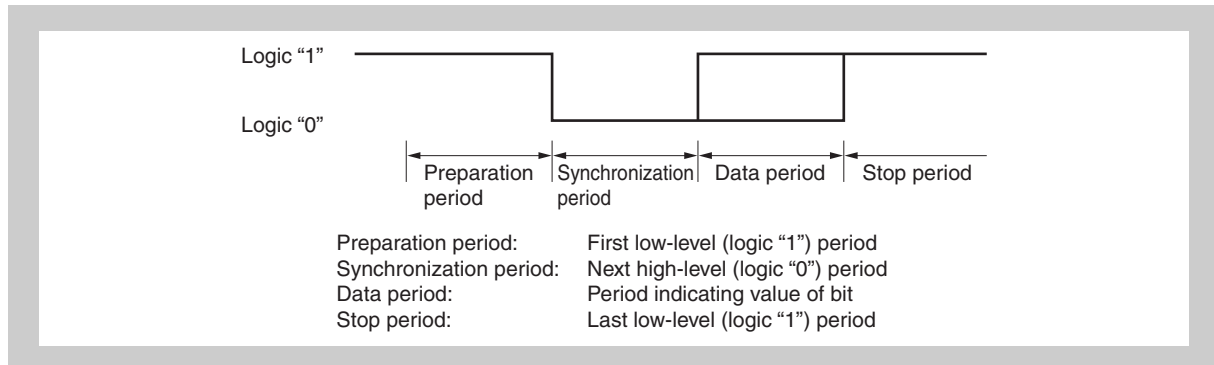 Logic “1”
Logic “0”
Preparation period
Synchronization period
Data period
Stop period
Preparation period: First low-level (logic “1”) period
Synchronization period: Next high-level (logic “0”) period
Data period: Period indicating value of bit
Stop period: Last low-level (logic “1”) period